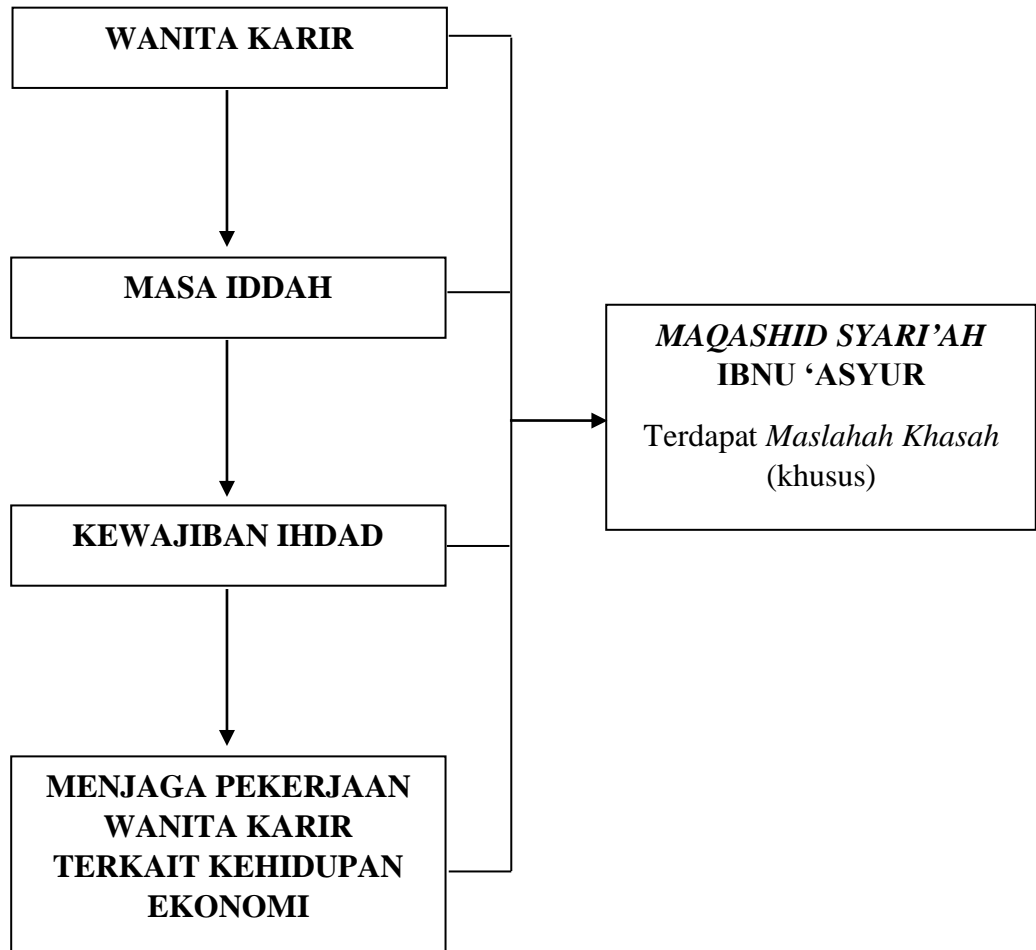 WANITA KARIR
MASA IDDAH
KEWAJIBAN IHDAD
MENJAGA PEKERJAAN
WANITA KARIR
TERKAIT KEHIDUPAN
EKONOMI
MAQASHID SYARI’AH
IBNU ‘ASYUR
Terdapat Maslahah Khasah
(khusus)